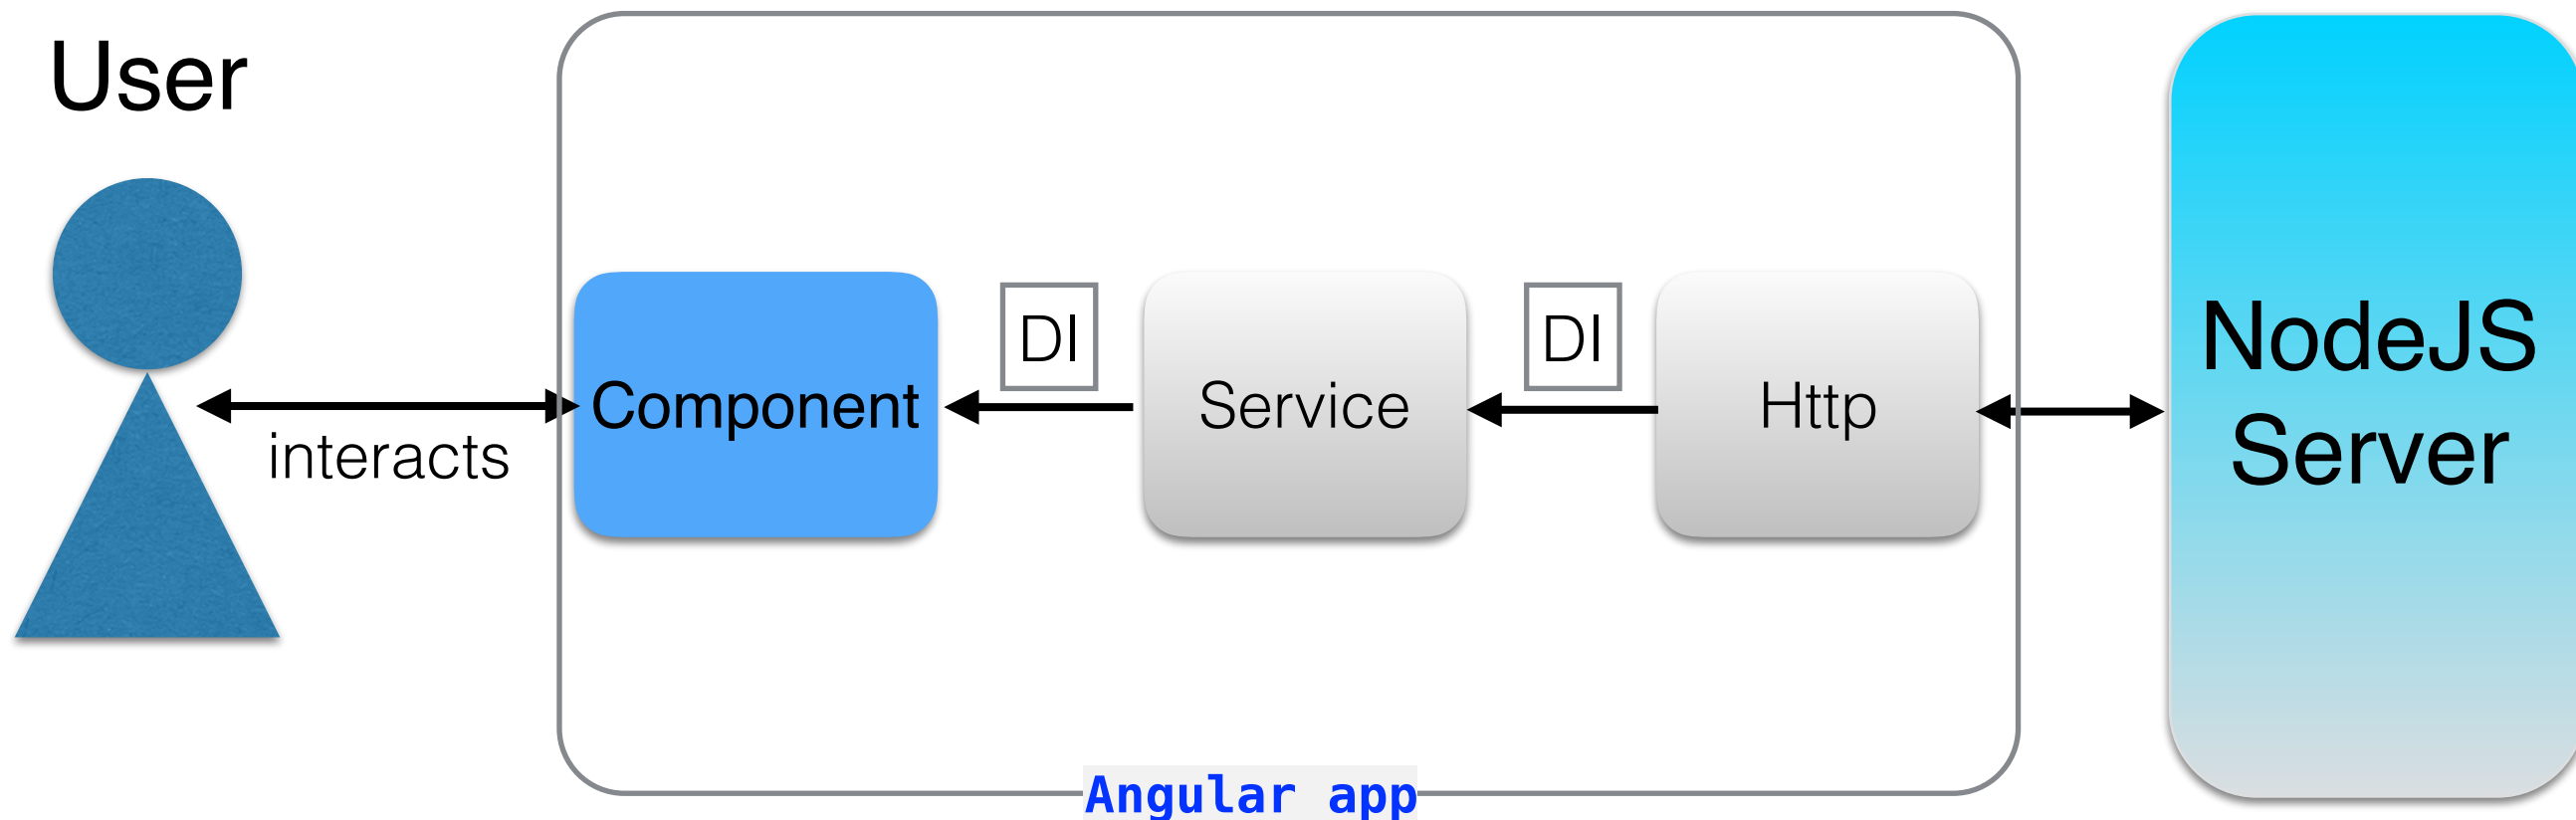 User
interacts
Component
DI
Service
DI
Http
NodeJS
Server
Angular app